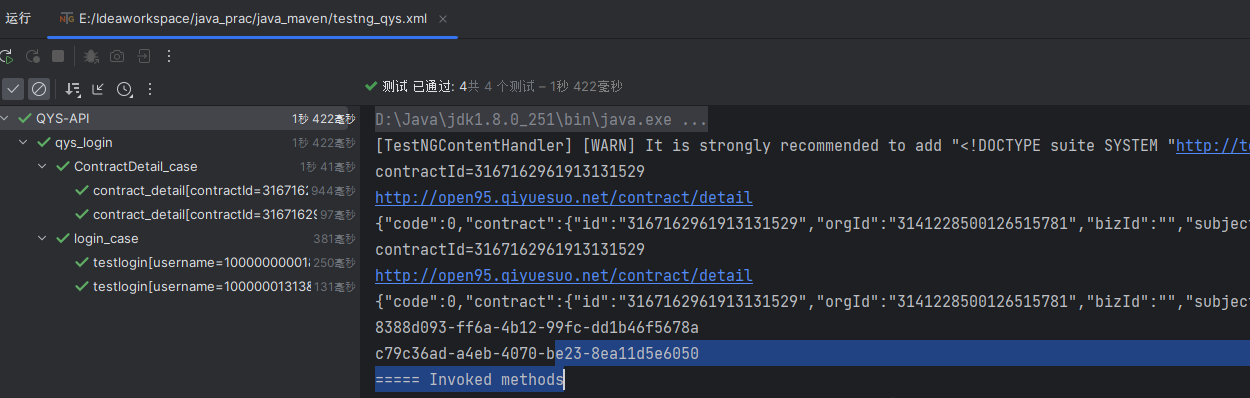 运行
E:/Ideaworkspace/java_prac/java_maven/testng_qys.xml
测试 已通过: 4共 4 个测试 – 1秒 422毫秒
QYS-API 1秒 422毫秒
qys_login 1秒 422毫秒
ContractDetail_case 1秒 41毫秒
contract_detail[contractId=316716 944毫秒
contract_detail[contractId=3167162 97毫秒
login_case 381毫秒
testlogin[username=10000000001 250毫秒
testlogin[username=10000001313 131毫秒
D:\Java\jdk1.8.0_251\bin\java.exe ...
[TestNGContentHandler] [WARN] It is strongly recommended to add "<!DOCTYPE suite SYSTEM "http://t
contractId=3167162961913131529
http://open95.qiyuesuo.net/contract/detail
{"code":0,"contract":{"id":"3167162961913131529","orgId":"3141228500126515781","bizId":"","subject
contractId=3167162961913131529
http://open95.qiyuesuo.net/contract/detail
{"code":0,"contract":{"id":"3167162961913131529","orgId":"3141228500126515781","bizId":"","subject
8388d093-ff6a-4b12-99fc-dd1b46f5678a
c79c36ad-a4eb-4070-be23-8ea11d5e6050
===== Invoked methods